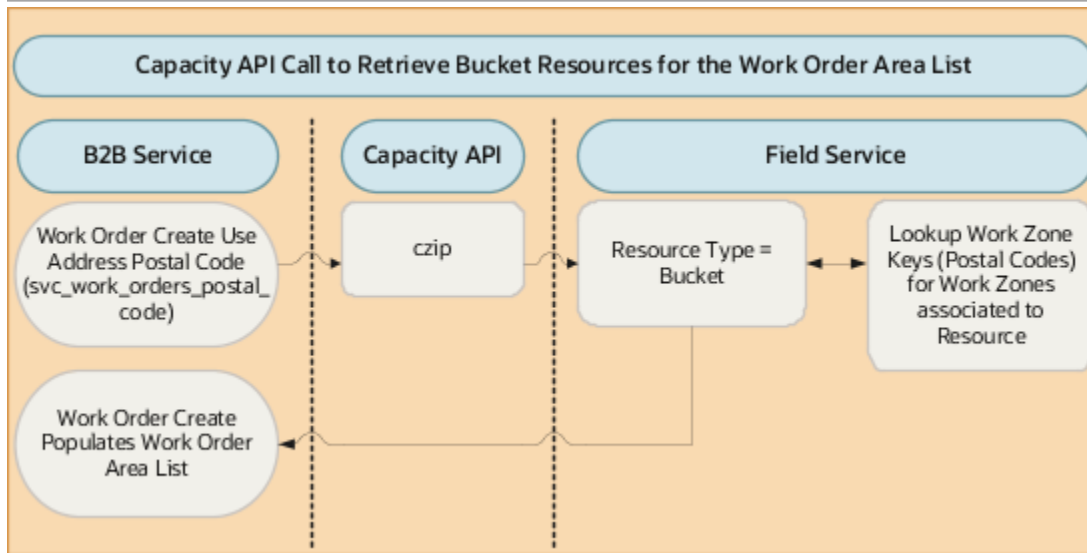 Capacity API Call to Retrieve Bucket Resources for the Work Order Area List
B2B Service
Capacity API
Field Service
Work Order Create Use
Address Postal Code
(svc_work_orders_postal_
code)
czip
Resource Type =
Bucket
Lookup Work Zone
Keys (Postal Codes)
for Work Zones
associated to
Resource
Work Order Create
Populates Work Order
Area List